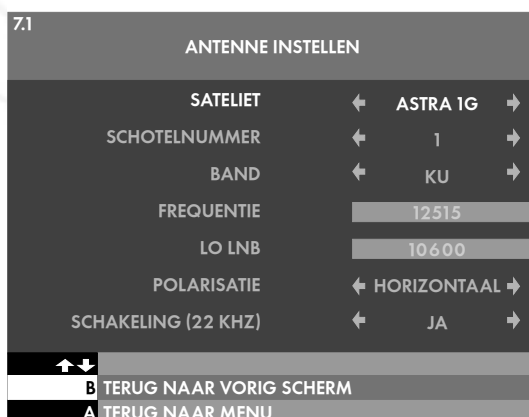 7.1
ANTENNE INSTELLEN
SATELIET ASTRA 1G
SCHOTELNUMMER 1
BAND KU
FREQUENTIE 12515
LO LNB 10600
POLARISATIE HORIZONTAAL
SCHAKELING (22 KHZ) JA
B TERUG NAAR VORIG SCHERM
A TERUG NAAR MENU